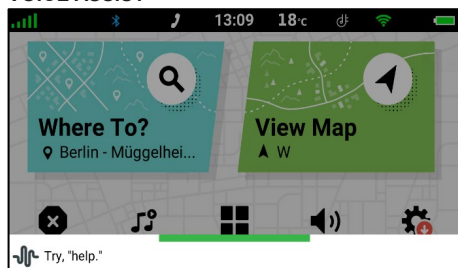 13:09 18°c
Where To?
Berlin - Müggelhei...
View Map
W
Try, "help."